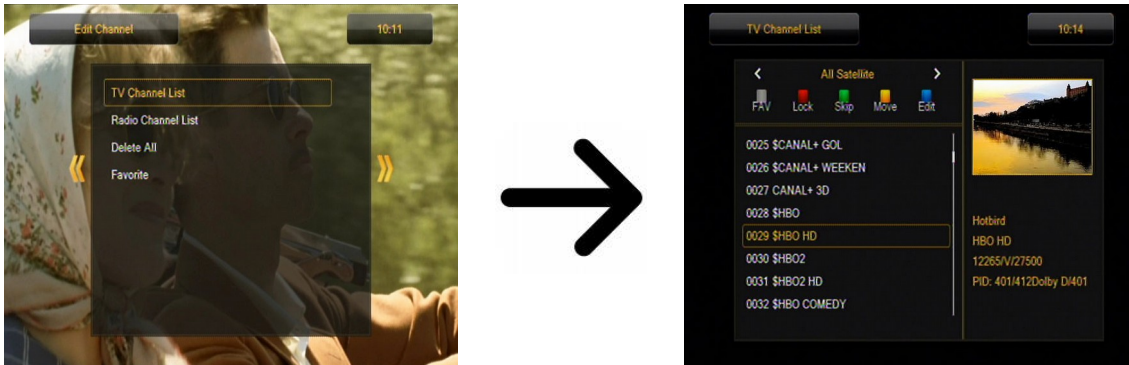 Edit Channel
10:11
TV Channel List
Radio Channel List
Delete All
Favorite
TV Channel List
10:14
All Satellite
FAV Lock Skip Move Edit
0025 $CANAL+ GOL
0026 $CANAL+ WEEKEN
0027 CANAL+ 3D
0028 $HBO
0029 $HBO HD
0030 $HBO2
0031 $HBO2 HD
0032 $HBO COMEDY
Hotbird
HBO HD
12265/V/27500
PID: 401/412Dolby D/401